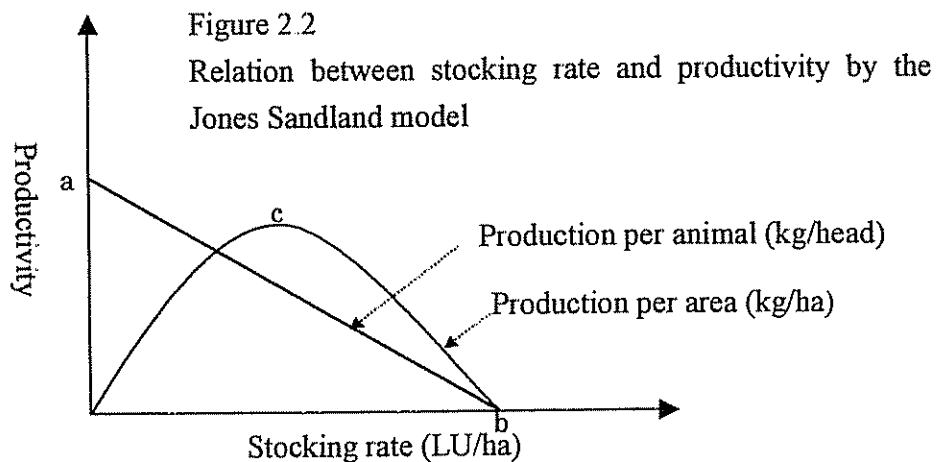 Figure 2.2
Relation between stocking rate and productivity by the
Jones Sandland model
Productivity
a
c
Production per animal (kg/head)
Production per area (kg/ha)
b
Stocking rate (LU/ha)